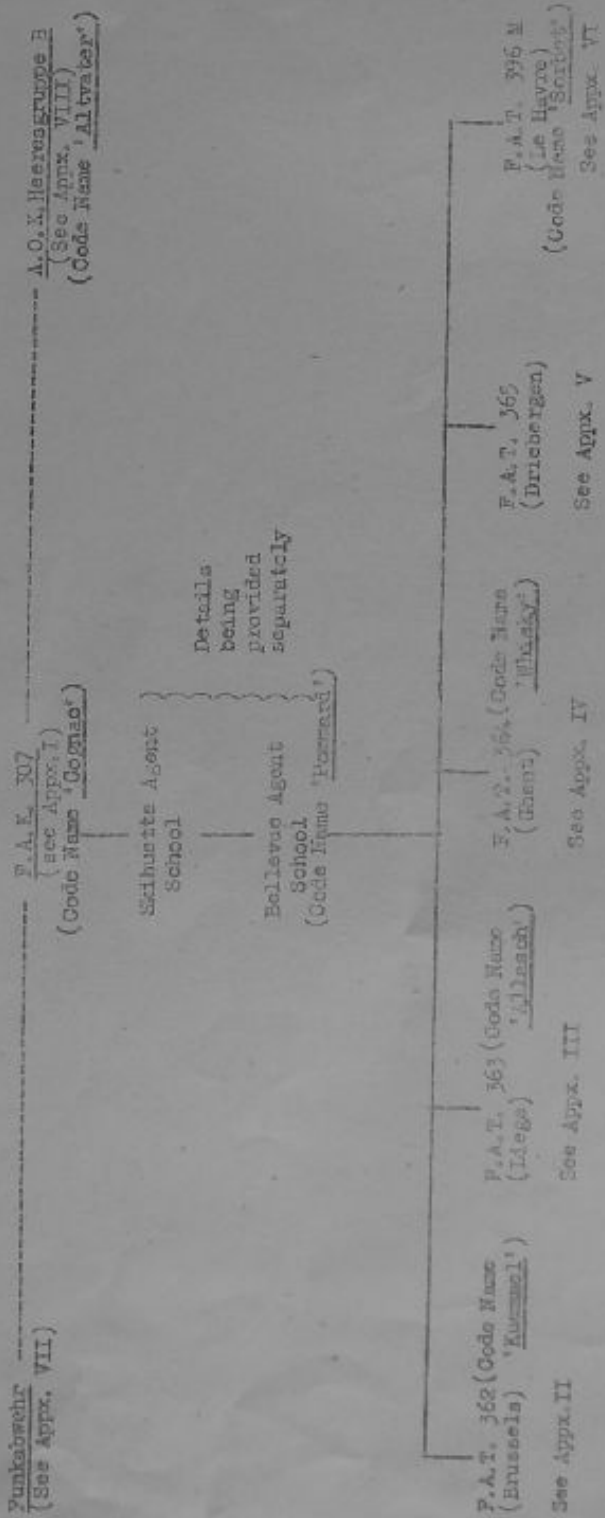 Funkabwehr
(See Appx. VII)
F.A.K. 307
(see Appx.I)
(Code Name 'Cognac')
A.O.K. Heeresgruppe B
(See Appx. VIII)
(Code Name 'Altvater')
Skihuette Agent
School
Bellevue Agent
School
(Code Name 'Pommard')
Details
being
provided
separately
F.A.T. 362(Code Name
(Brussels) 'Kuemmel')
See Appx.II
F.A.T. 363(Code Name
(Liege) 'Allasch')
See Appx. III
F.A.T. 364(Code Name
(Ghent) 'Whisky')
See Appx. IV
F.A.T. 365
(Driebergen)
See Appx. V
F.A.T. 396 M
(Le Havre)
(Code Name 'Sorbet')
See Appx. VI